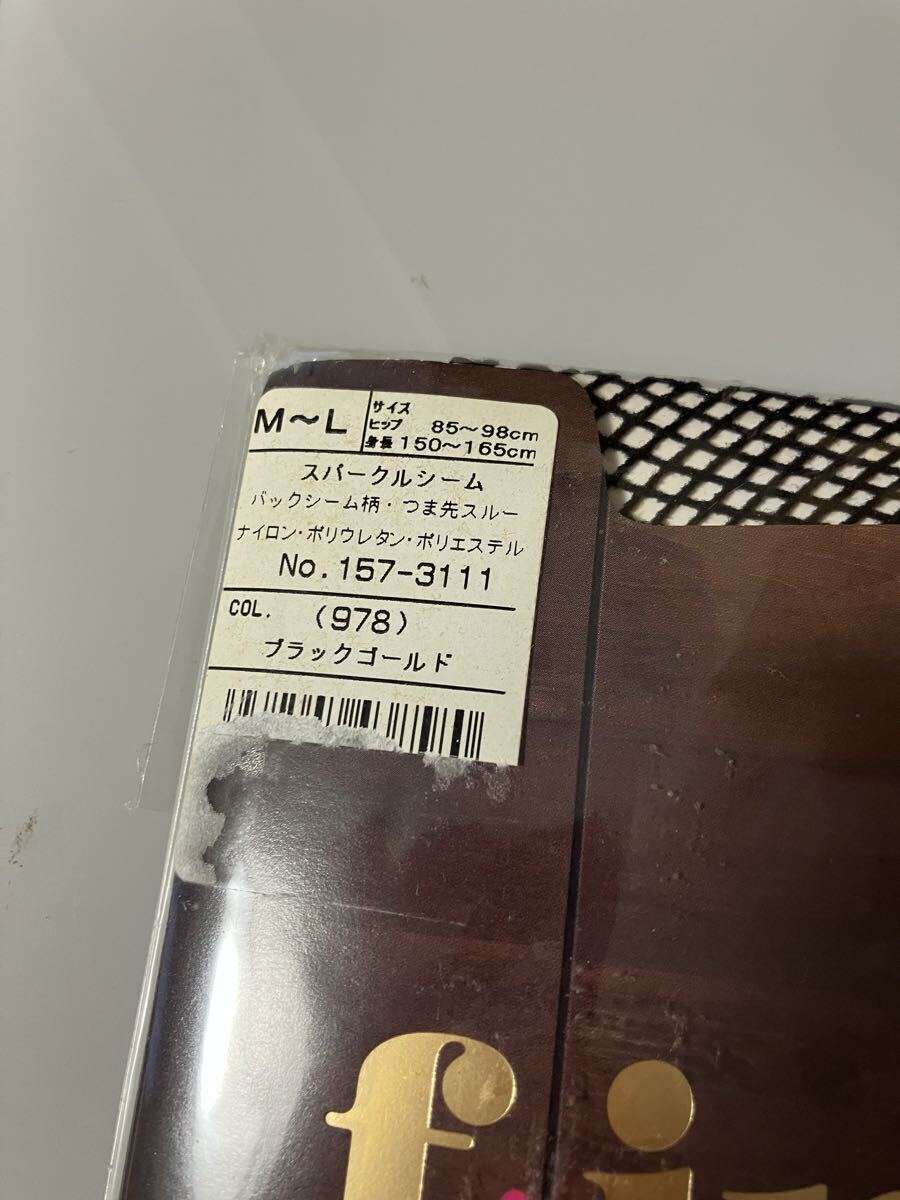 M～L
サイズ
ヒップ 85～98cm
身長 150～165cm
スパークルシーム
バックシーム柄・つま先スルー
ナイロン・ポリウレタン・ポリエステル
No.157-3111
COL. (978)
ブラックゴールド